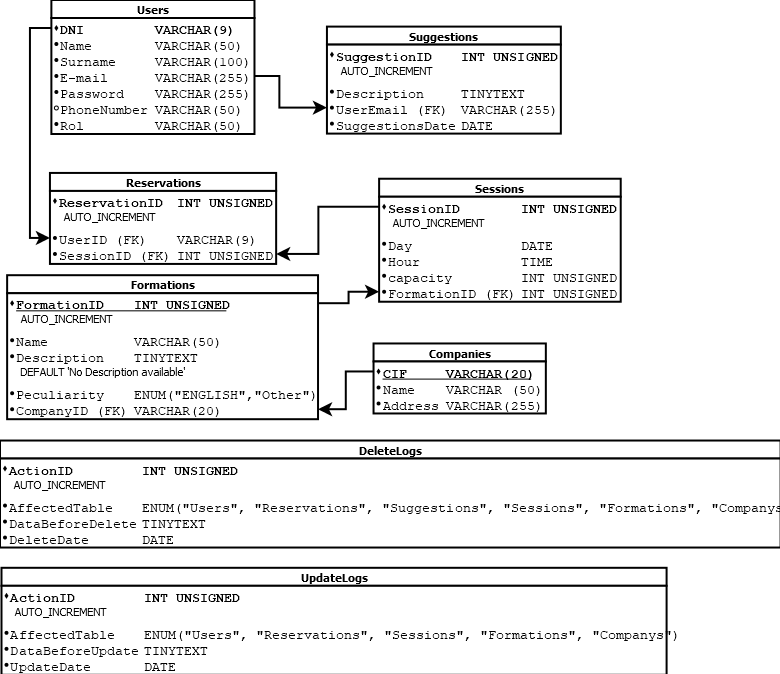 Users
DNI VARCHAR(9)
Name VARCHAR(50)
Surname VARCHAR(100)
E-mail VARCHAR(255)
Password VARCHAR(255)
PhoneNumber VARCHAR(50)
Rol VARCHAR(50)
Suggestions
SuggestionID INT UNSIGNED
AUTO_INCREMENT
Description TINYTEXT
UserEmail (FK) VARCHAR(255)
SuggestionsDate DATE
Reservations
ReservationID INT UNSIGNED
AUTO_INCREMENT
UserID (FK) VARCHAR(9)
SessionID (FK) INT UNSIGNED
Sessions
SessionID INT UNSIGNED
AUTO_INCREMENT
Day DATE
Hour TIME
capacity INT UNSIGNED
FormationID (FK) INT UNSIGNED
Formations
FormationID INT UNSIGNED
AUTO_INCREMENT
Name VARCHAR(50)
Description TINYTEXT
DEFAULT 'No Description available'
Peculiarity ENUM("ENGLISH","Other")
CompanyID (FK) VARCHAR(20)
Companies
CIF VARCHAR(20)
Name VARCHAR (50)
Address VARCHAR(255)
DeleteLogs
ActionID INT UNSIGNED
AUTO_INCREMENT
AffectedTable ENUM("Users", "Reservations", "Suggestions", "Sessions", "Formations", "Companys
DataBeforeDelete TINYTEXT
DeleteDate DATE
UpdateLogs
ActionID INT UNSIGNED
AUTO_INCREMENT
AffectedTable ENUM("Users", "Reservations", "Sessions", "Formations", "Companys")
DataBeforeUpdate TINYTEXT
UpdateDate DATE